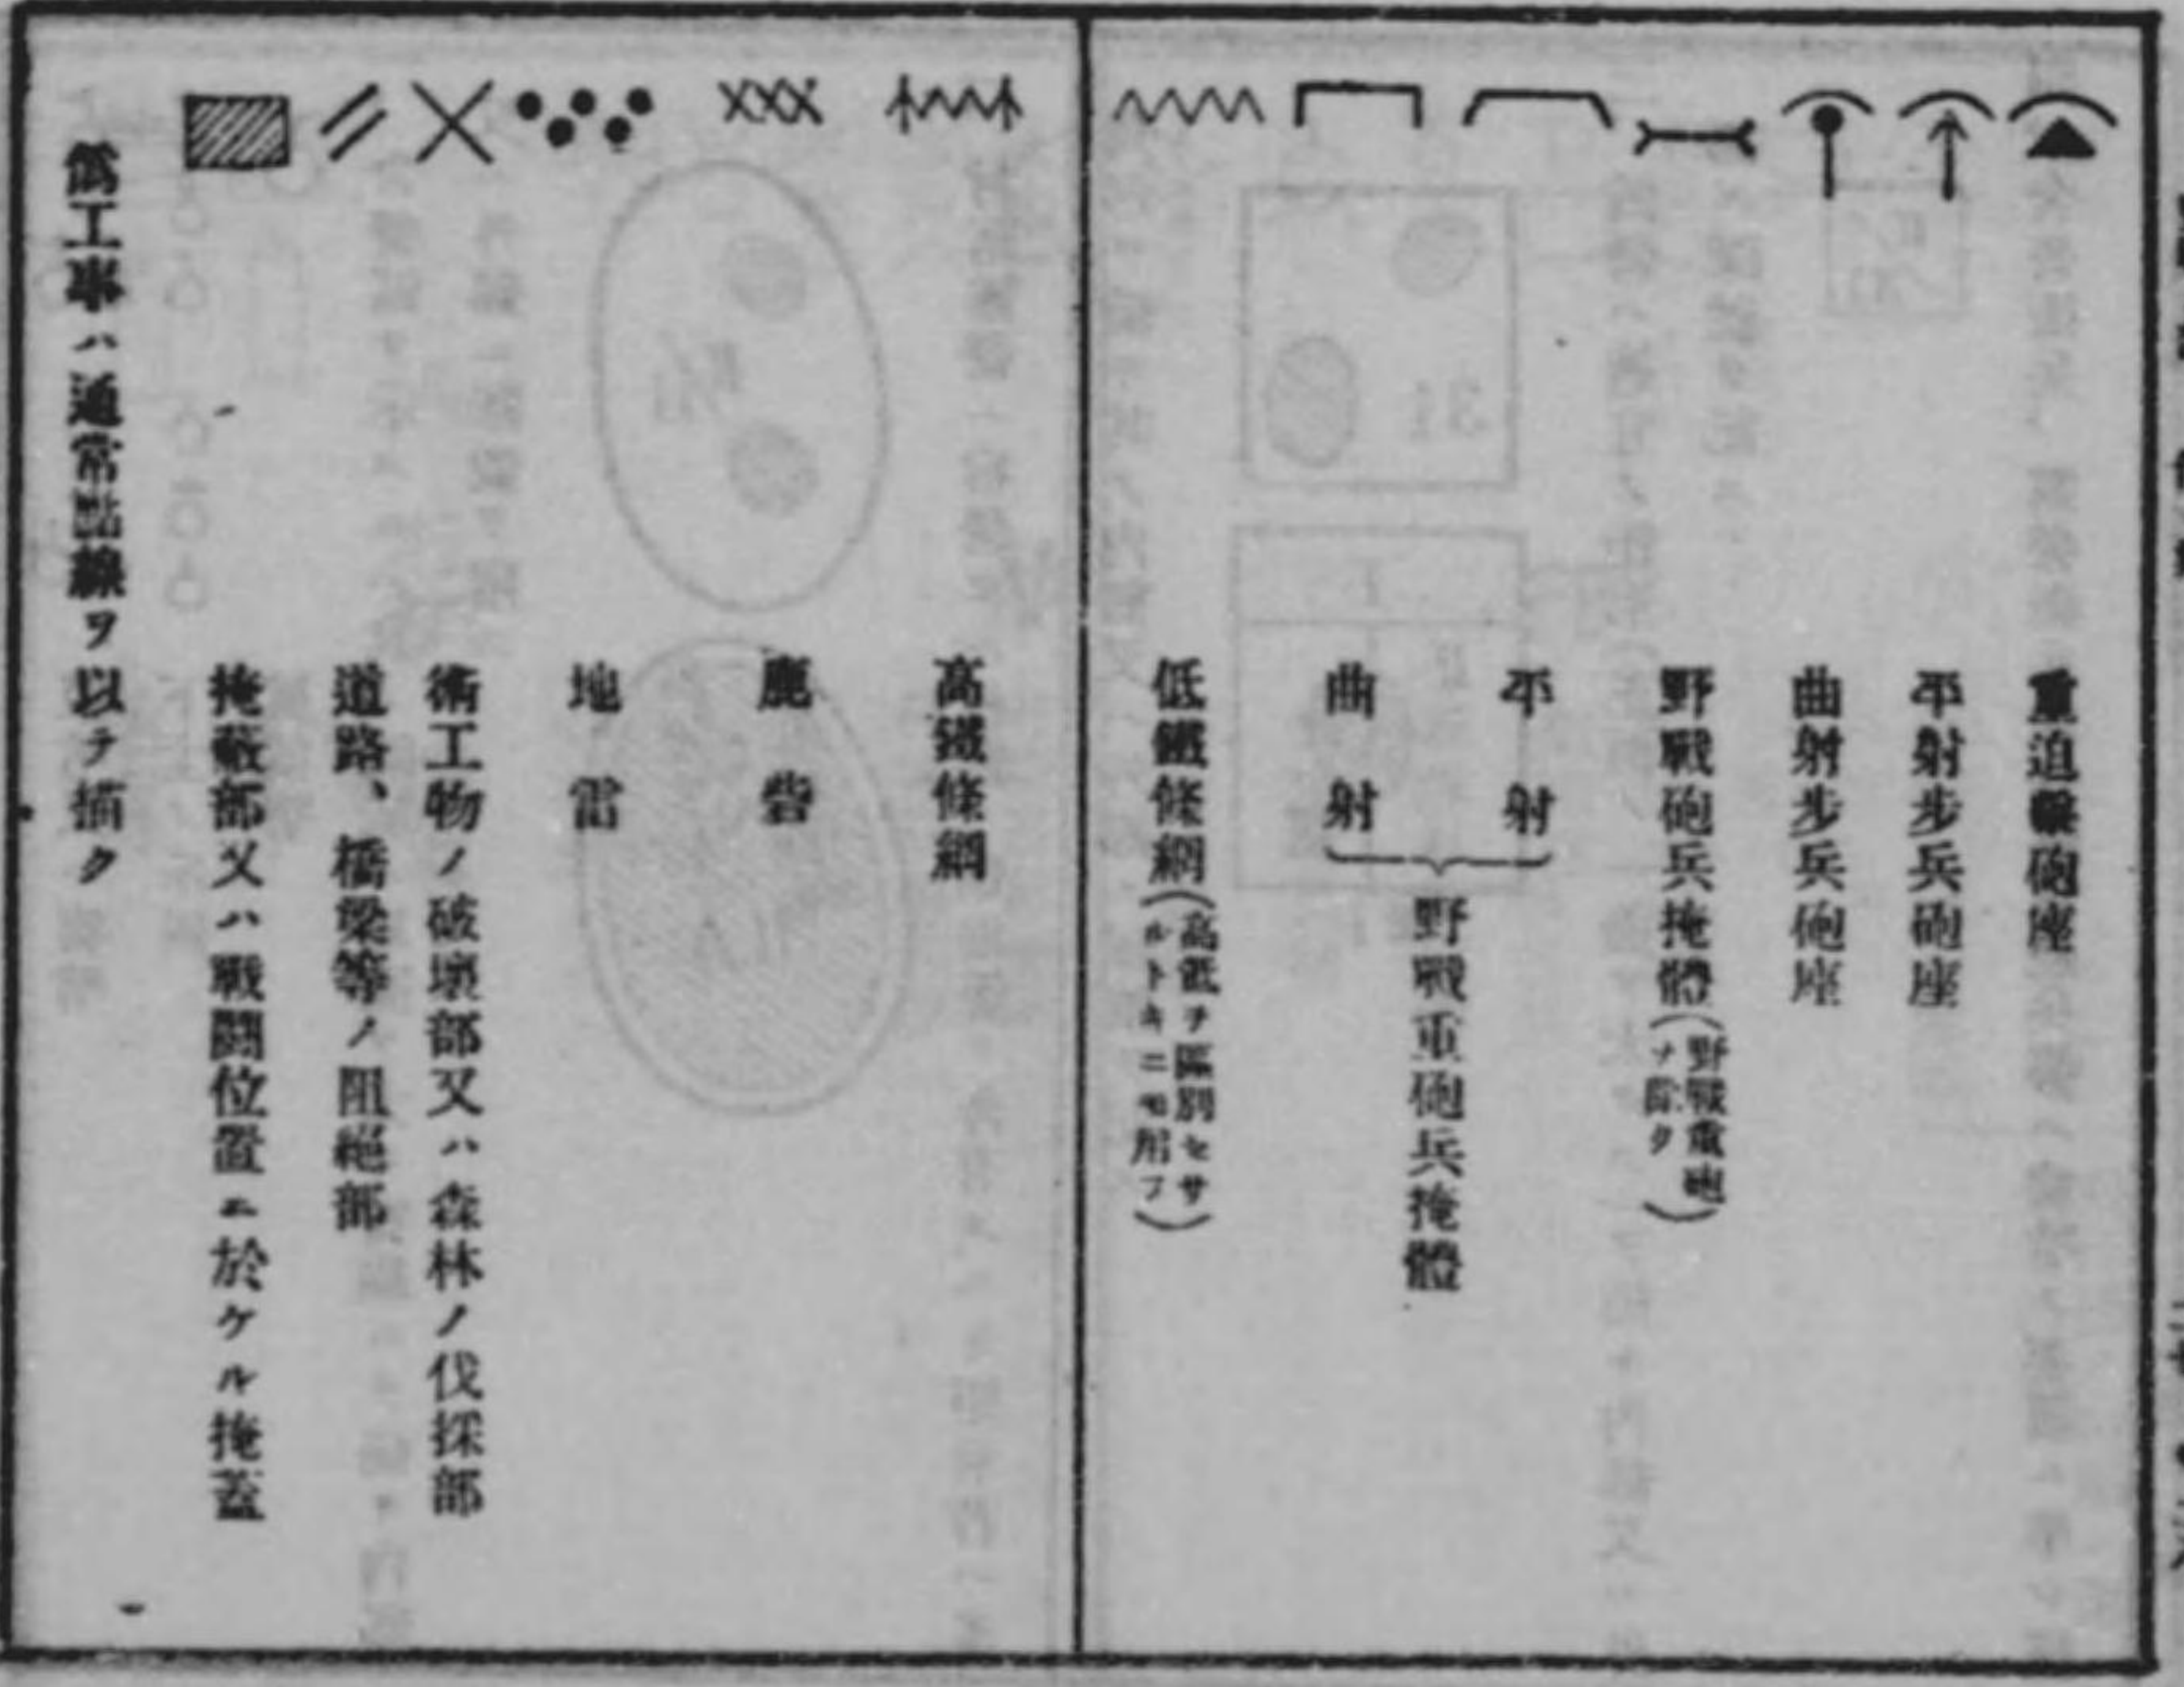 重迫擊砲座
平射步兵砲座
曲射步兵砲座
野戰砲兵掩體(野戰重砲ヲ除ク)
平射
曲射
野戰重砲兵掩體
低鐵條網(高低ヲ區別セサルトキニモ用フ)
高鐵條網
鹿砦
地雷
術工物ノ破壞部又ハ森林ノ伐採部
道路、橋梁等ノ阻絕部
掩蔽部又ハ戰鬪位置ニ於ケル掩蓋
僞工事ハ通常點線ヲ以テ描ク